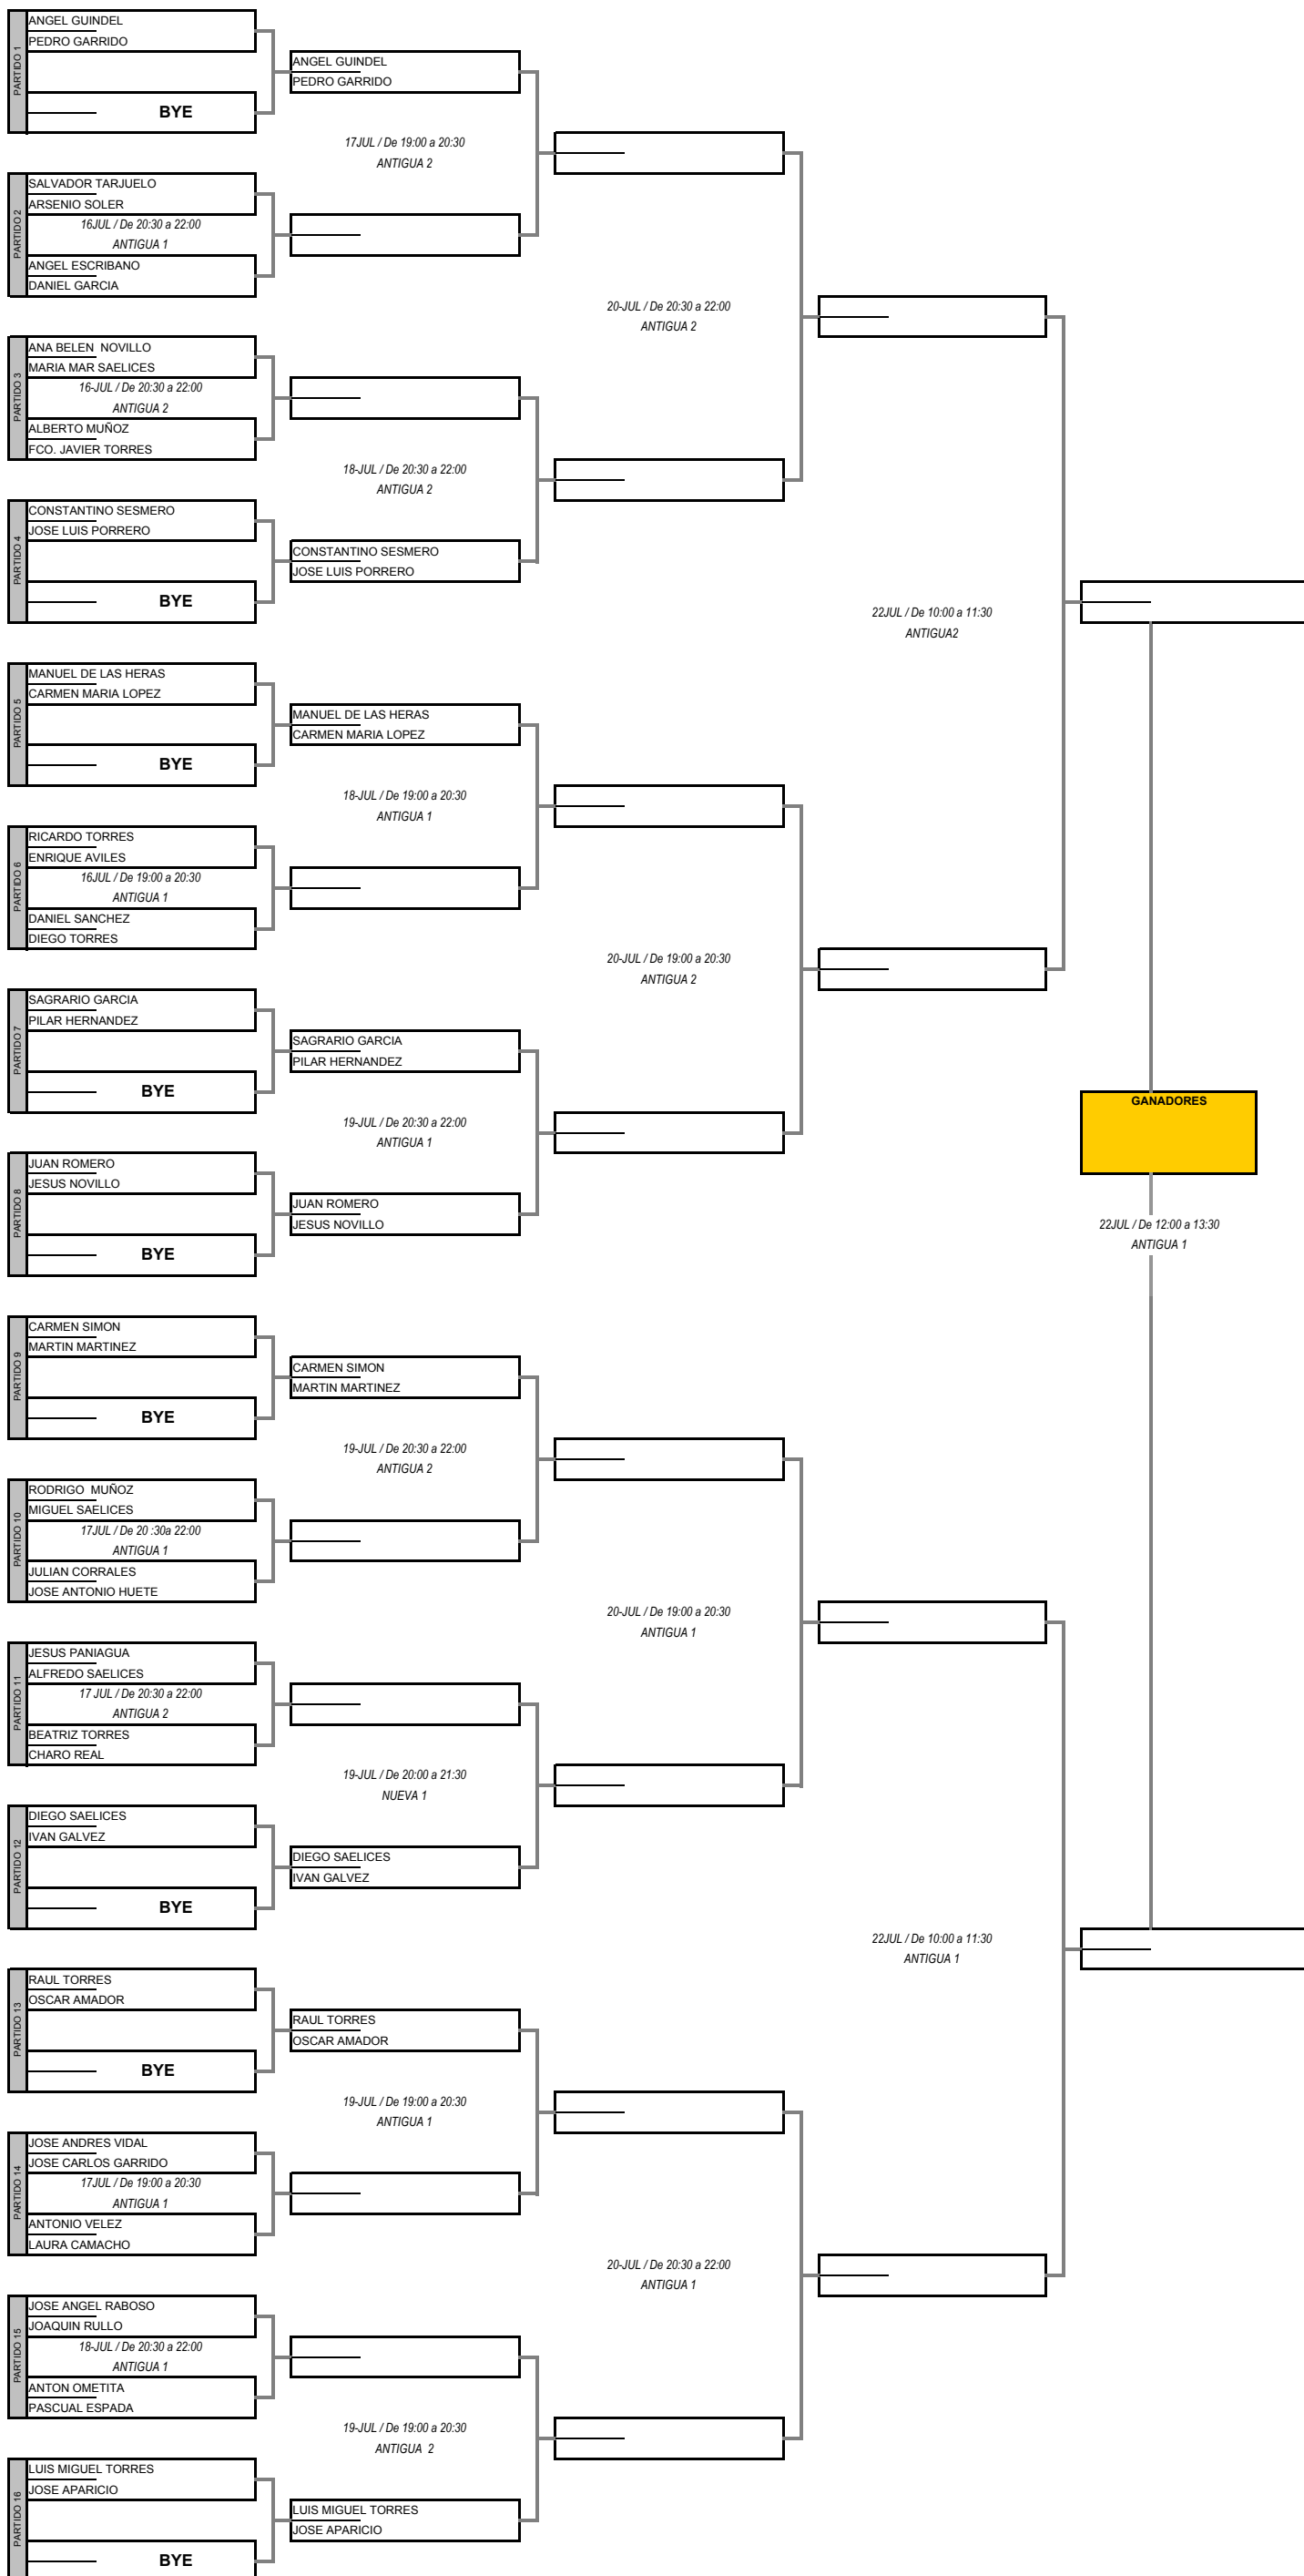 PARTIDO 1
ANGEL GUINDEL
PEDRO GARRIDO
BYE
ANGEL GUINDEL
PEDRO GARRIDO
17JUL / De 19:00 a 20:30
ANTIGUA 2
PARTIDO 2
SALVADOR TARJUELO
ARSENIO SOLER
16JUL / De 20:30 a 22:00
ANTIGUA 1
ANGEL ESCRIBANO
DANIEL GARCIA
20-JUL / De 20:30 a 22:00
ANTIGUA 2
PARTIDO 3
ANA BELEN  NOVILLO
MARIA MAR SAELICES
16-JUL / De 20:30 a 22:00
ANTIGUA 2
ALBERTO MUÑOZ
FCO. JAVIER TORRES
18-JUL / De 20:30 a 22:00
ANTIGUA 2
PARTIDO 4
CONSTANTINO SESMERO
JOSE LUIS PORRERO
BYE
CONSTANTINO SESMERO
JOSE LUIS PORRERO
22JUL / De 10:00 a 11:30
ANTIGUA2
PARTIDO 5
MANUEL DE LAS HERAS
CARMEN MARIA LOPEZ
BYE
MANUEL DE LAS HERAS
CARMEN MARIA LOPEZ
18-JUL / De 19:00 a 20:30
ANTIGUA 1
PARTIDO 6
RICARDO TORRES
ENRIQUE AVILES
16JUL / De 19:00 a 20:30
ANTIGUA 1
DANIEL SANCHEZ
DIEGO TORRES
20-JUL / De 19:00 a 20:30
ANTIGUA 2
PARTIDO 7
SAGRARIO GARCIA
PILAR HERNANDEZ
BYE
SAGRARIO GARCIA
PILAR HERNANDEZ
19-JUL / De 20:30 a 22:00
ANTIGUA 1
GANADORES
PARTIDO 8
JUAN ROMERO
JESUS NOVILLO
BYE
JUAN ROMERO
JESUS NOVILLO
22JUL / De 12:00 a 13:30
ANTIGUA 1
PARTIDO 9
CARMEN SIMON
MARTIN MARTINEZ
BYE
CARMEN SIMON
MARTIN MARTINEZ
19-JUL / De 20:30 a 22:00
ANTIGUA 2
PARTIDO 10
RODRIGO  MUÑOZ
MIGUEL SAELICES
17JUL / De 20 :30a 22:00
ANTIGUA 1
JULIAN CORRALES
JOSE ANTONIO HUETE
20-JUL / De 19:00 a 20:30
ANTIGUA 1
PARTIDO 11
JESUS PANIAGUA
ALFREDO SAELICES
17 JUL / De 20:30 a 22:00
ANTIGUA 2
BEATRIZ TORRES
CHARO REAL
19-JUL / De 20:00 a 21:30
NUEVA 1
PARTIDO 12
DIEGO SAELICES
IVAN GALVEZ
BYE
DIEGO SAELICES
IVAN GALVEZ
22JUL / De 10:00 a 11:30
ANTIGUA 1
PARTIDO 13
RAUL TORRES
OSCAR AMADOR
BYE
RAUL TORRES
OSCAR AMADOR
19-JUL / De 19:00 a 20:30
ANTIGUA 1
PARTIDO 14
JOSE ANDRES VIDAL
JOSE CARLOS GARRIDO
17JUL / De 19:00 a 20:30
ANTIGUA 1
ANTONIO VELEZ
LAURA CAMACHO
20-JUL / De 20:30 a 22:00
ANTIGUA 1
PARTIDO 15
JOSE ANGEL RABOSO
JOAQUIN RULLO
18-JUL / De 20:30 a 22:00
ANTIGUA 1
ANTON OMETITA
PASCUAL ESPADA
19-JUL / De 19:00 a 20:30
ANTIGUA  2
PARTIDO 16
LUIS MIGUEL TORRES
JOSE APARICIO
BYE
LUIS MIGUEL TORRES
JOSE APARICIO